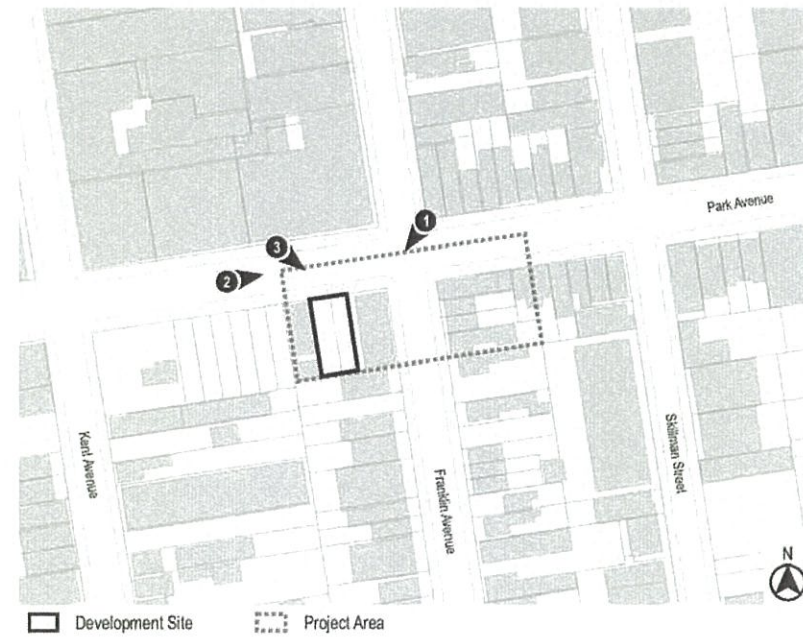 1
Park Avenue
3
2
Kent Avenue
Franklin Avenue
Skillman Street
N
Development Site
Project Area